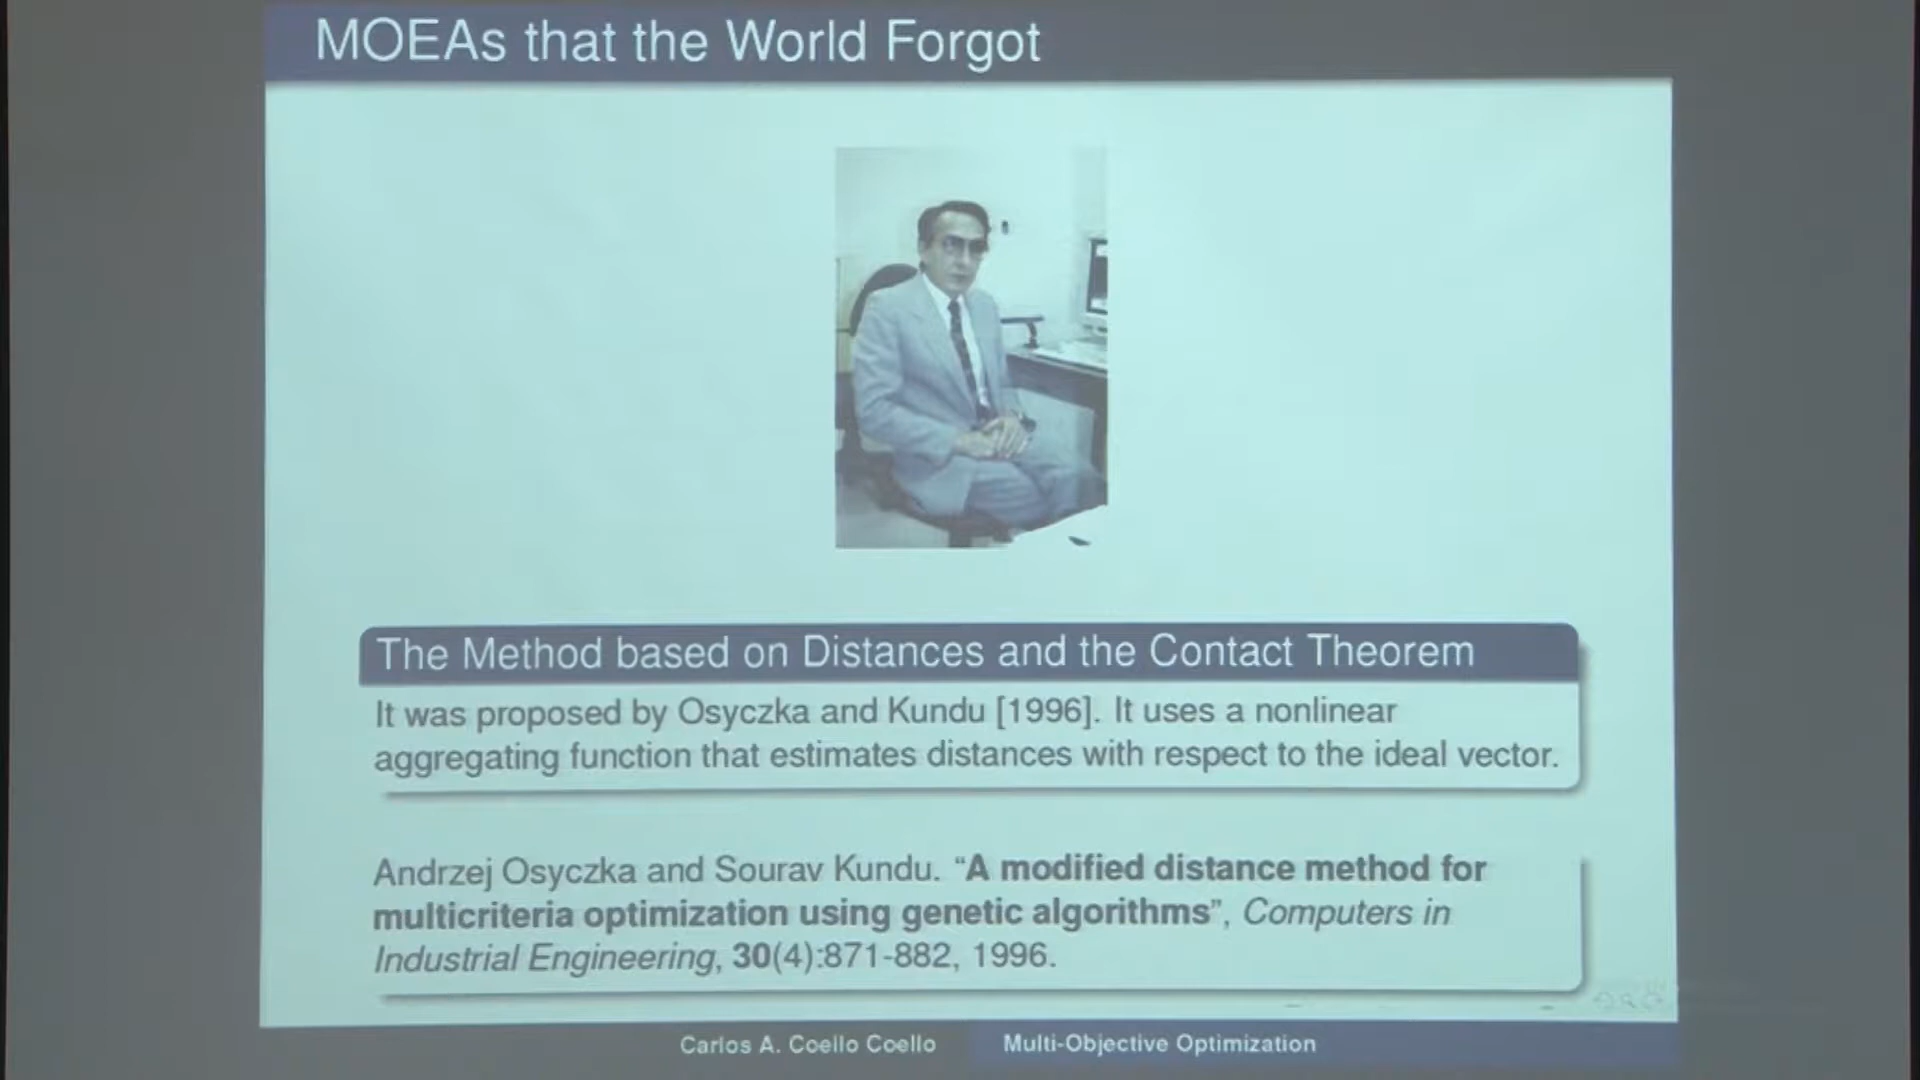 MOEAs that the World Forgot
The Method based on Distances and the Contact Theorem
It was proposed by Osyczka and Kundu [1996]. It uses a nonlinear
aggregating function that estimates distances with respect to the ideal vector.
Andrzej Osyczka and Sourav Kundu. “A modified distance method for
multicriteria optimization using genetic algorithms”, Computers in
Industrial Engineering, 30(4):871-882, 1996.
Carlos A. Coello Coello
Multi-Objective Optimization